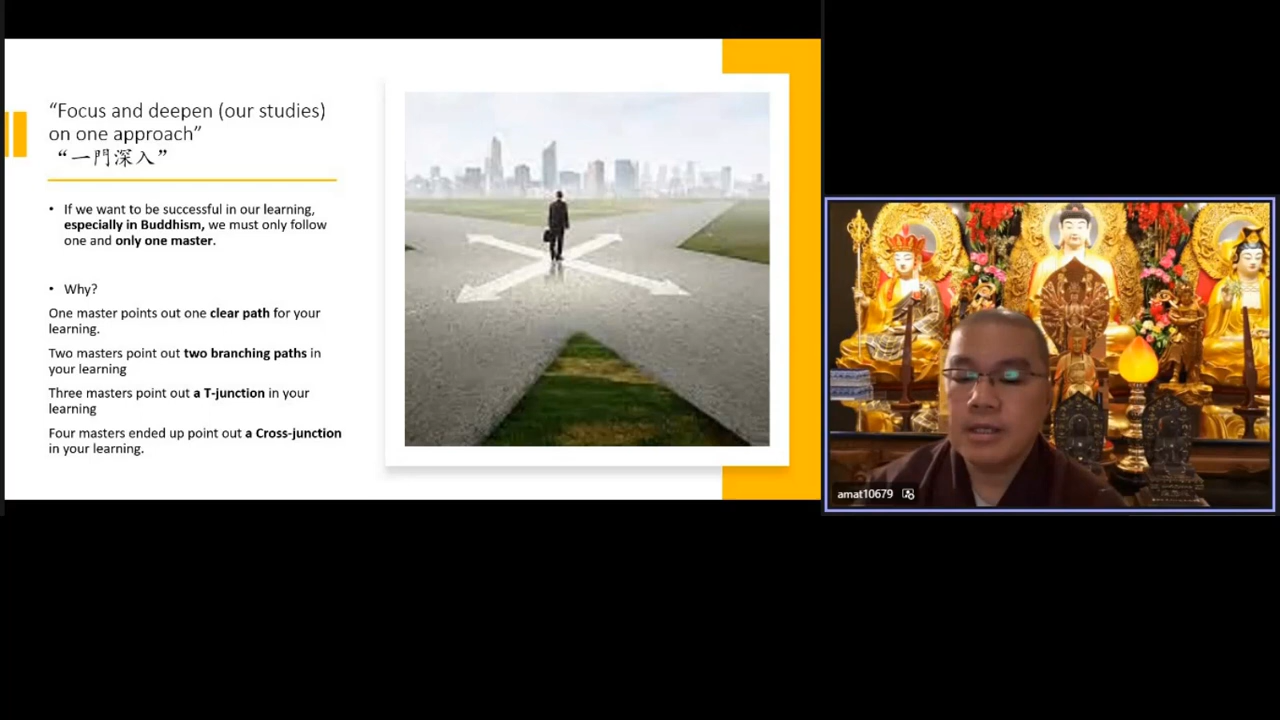 “Focus and deepen (our studies)
on one approach”
“一門深入”
• If we want to be successful in our learning,
especially in Buddhism, we must only follow
one and only one master.
• Why?
One master points out one clear path for your
learning.
Two masters point out two branching paths in
your learning
Three masters point out a T-junction in your
learning
Four masters ended up point out a Cross-junction
in your learning.
amat10679